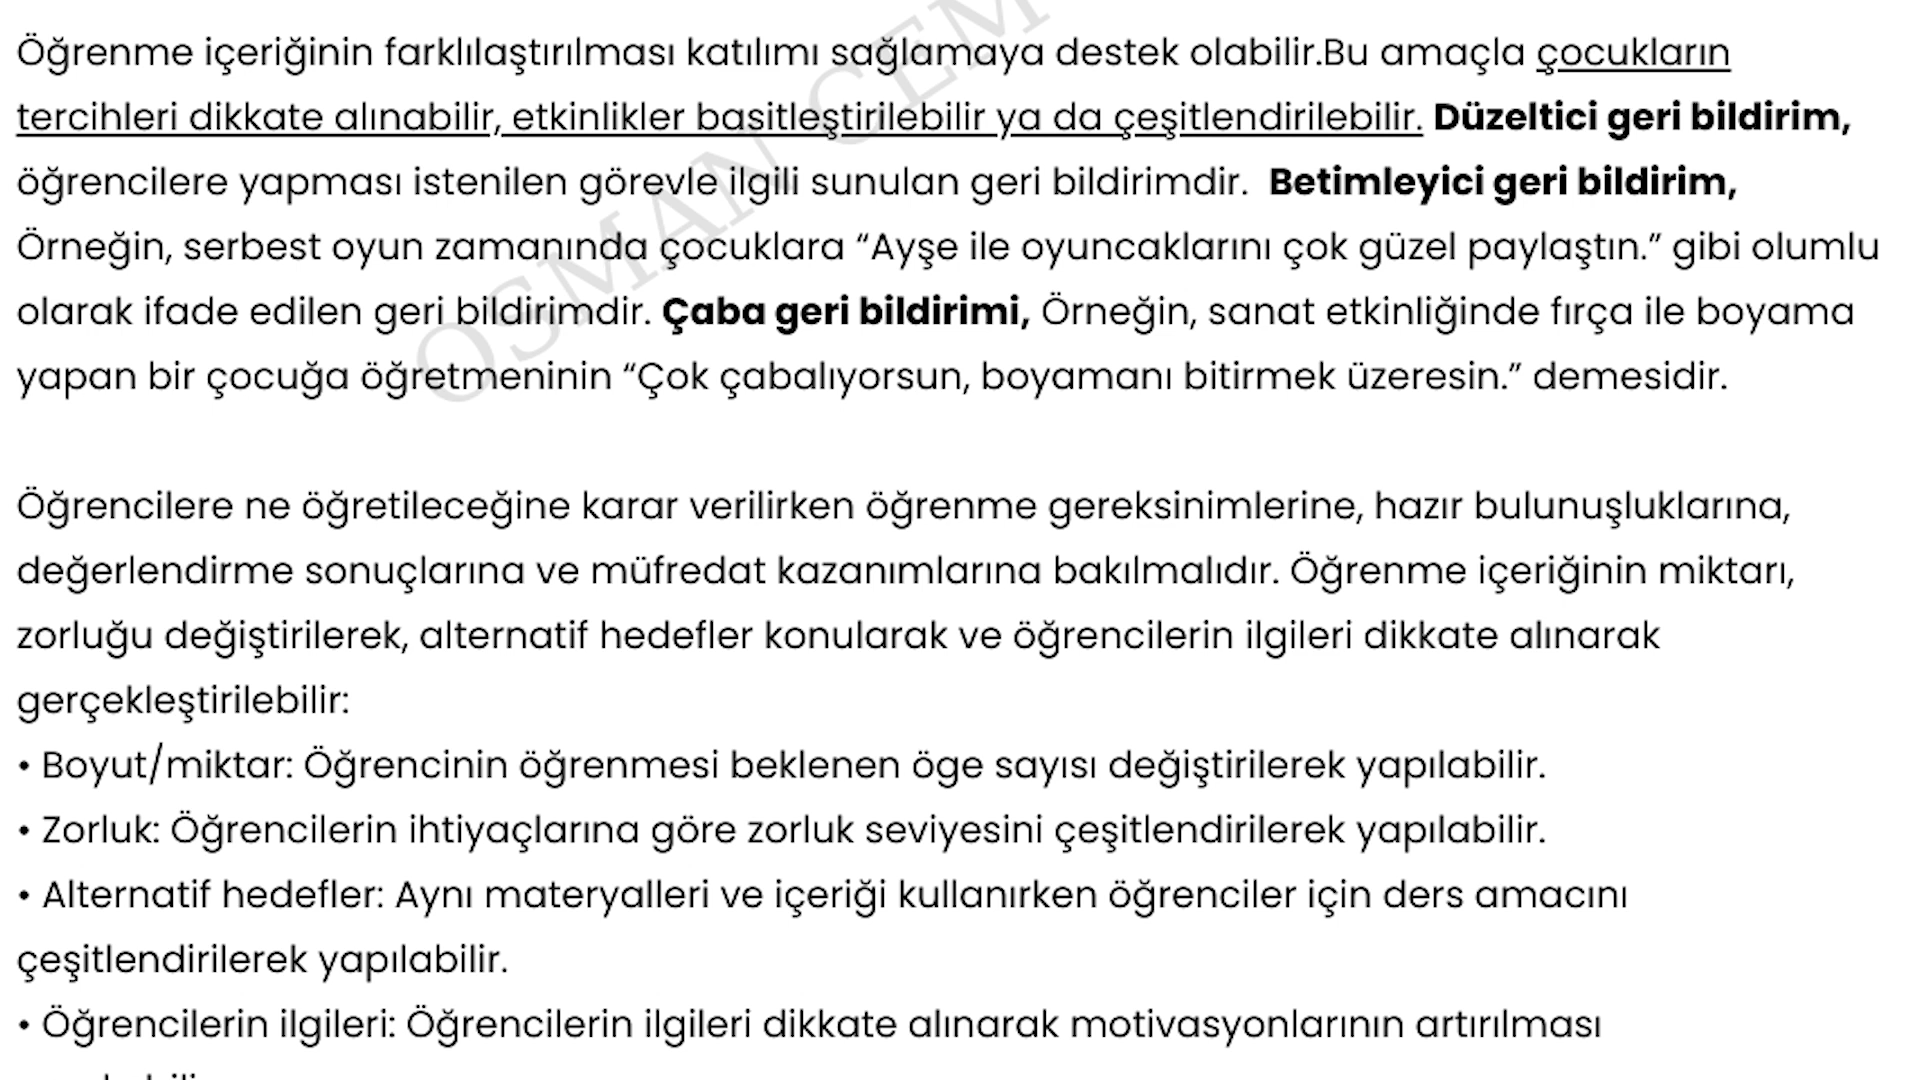 Öğrenme içeriğinin farklılaştırılması katılımı sağlamaya destek olabilir.Bu amaçla çocukların
tercihleri dikkate alınabilir, etkinlikler basitleştirilebilir ya da çeşitlendirilebilir. Düzeltici geri bildirim,
öğrencilere yapması istenilen görevle ilgili sunulan geri bildirimdir. Betimleyici geri bildirim,
Örneğin, serbest oyun zamanında çocuklara “Ayşe ile oyuncaklarını çok güzel paylaştın.” gibi olumlu
olarak ifade edilen geri bildirimdir. Çaba geri bildirimi, Örneğin, sanat etkinliğinde fırça ile boyama
yapan bir çocuğa öğretmeninin “Çok çabalıyorsun, boyamanı bitirmek üzeresin.” demesidir.
Öğrencilere ne öğretileceğine karar verilirken öğrenme gereksinimlerine, hazır bulunuşluklarına,
değerlendirme sonuçlarına ve müfredat kazanımlarına bakılmalıdır. Öğrenme içeriğinin miktarı,
zorluğu değiştirilerek, alternatif hedefler konularak ve öğrencilerin ilgileri dikkate alınarak
gerçekleştirilebilir:
• Boyut/miktar: Öğrencinin öğrenmesi beklenen öge sayısı değiştirilerek yapılabilir.
• Zorluk: Öğrencilerin ihtiyaçlarına göre zorluk seviyesini çeşitlendirilerek yapılabilir.
• Alternatif hedefler: Aynı materyalleri ve içeriği kullanırken öğrenciler için ders amacını
çeşitlendirilerek yapılabilir.
• Öğrencilerin ilgileri: Öğrencilerin ilgileri dikkate alınarak motivasyonlarının artırılması
OSMAN CEM